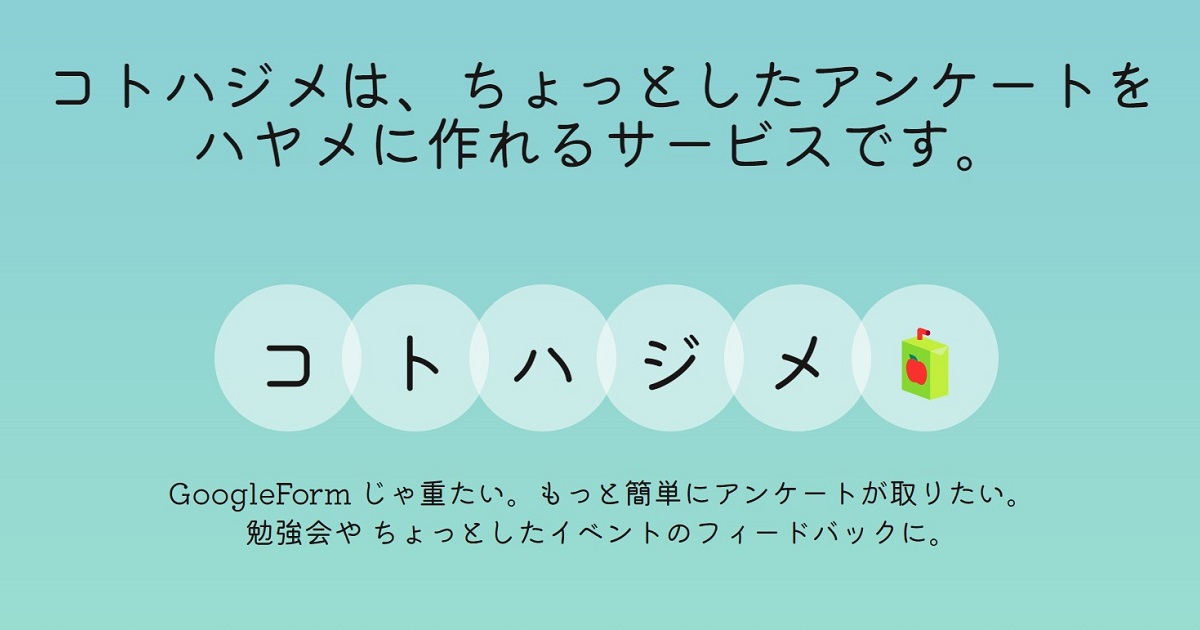 コトハジメは、ちょっとしたアンケートを
ハヤメに作れるサービスです。
コトハジメ
GoogleForm じゃ重たい。もっと簡単にアンケートが取りたい。
勉強会や ちょっとしたイベントのフィードバックに。